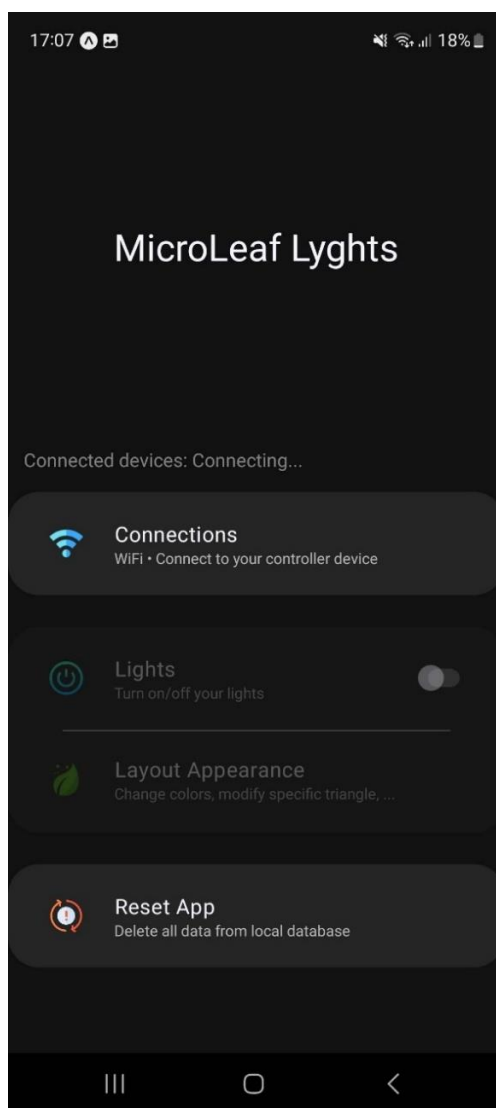 17:07
18%
MicroLeaf Lyghts
Connected devices: Connecting...
Connections
WiFi • Connect to your controller device
Lights
Turn on/off your lights
Layout Appearance
Change colors, modify specific triangle, ...
Reset App
Delete all data from local database